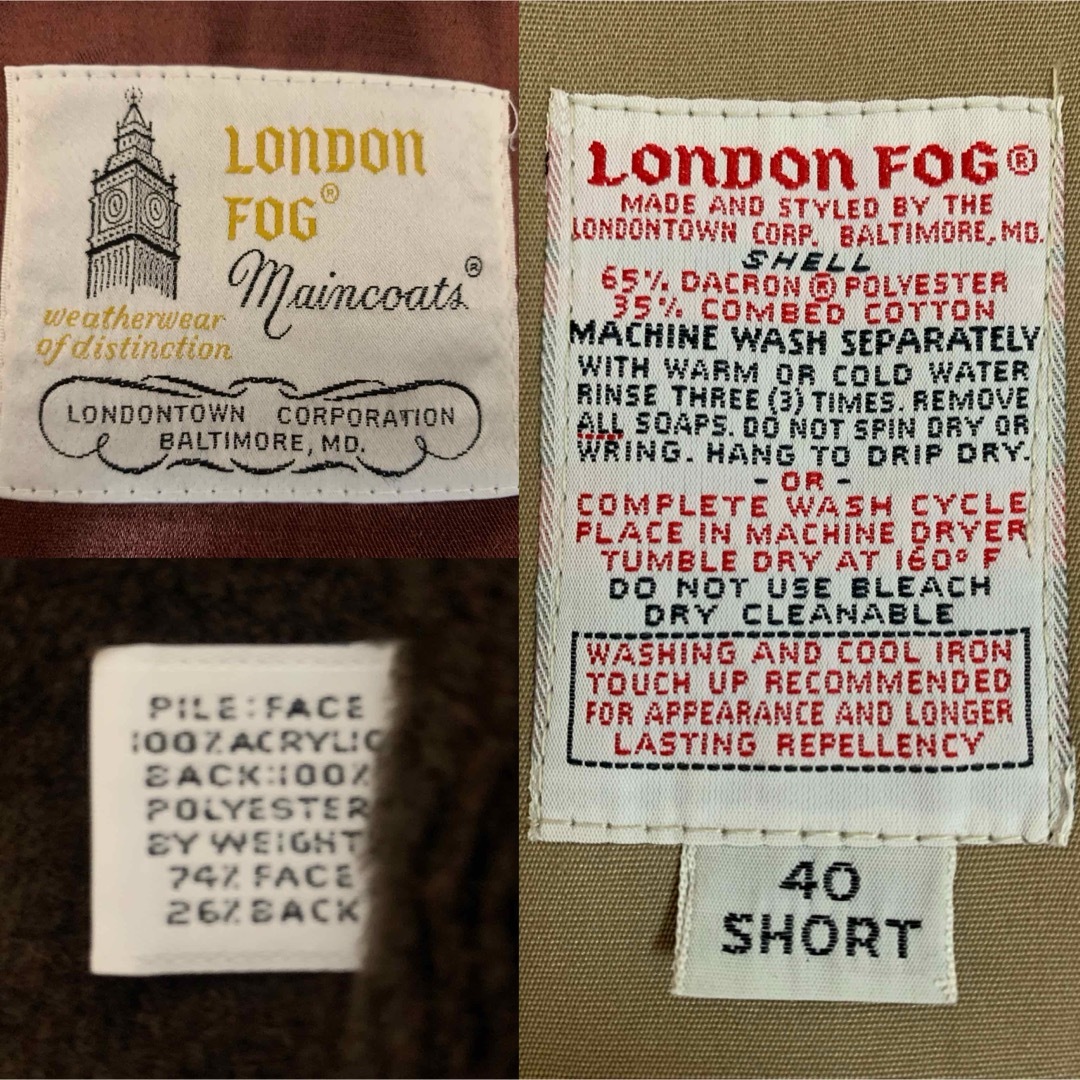 LONDON
FOG®
Maincoats®
weatherwear
of distinction
LONDONTOWN CORPORATION
BALTIMORE, MD.
PILE:FACE
100%ACRYLIC
BACK:100%
POLYESTER
BY WEIGHT
74% FACE
26%BACK
LONDON FOG®
MADE AND STYLED BY THE
LONDONTOWN CORP. BALTIMORE, MD.
SHELL
65% DACRON ® POLYESTER
35% COMBED COTTON
MACHINE WASH SEPARATELY
WITH WARM OR COLD WATER
RINSE THREE (3) TIMES. REMOVE
ALL SOAPS. DO NOT SPIN DRY OR
WRING. HANG TO DRIP DRY.
- OR -
COMPLETE WASH CYCLE
PLACE IN MACHINE DRYER
TUMBLE DRY AT 160° F
DO NOT USE BLEACH
DRY CLEANABLE
WASHING AND COOL IRON
TOUCH UP RECOMMENDED
FOR APPEARANCE AND LONGER
LASTING REPELLENCY
40
SHORT